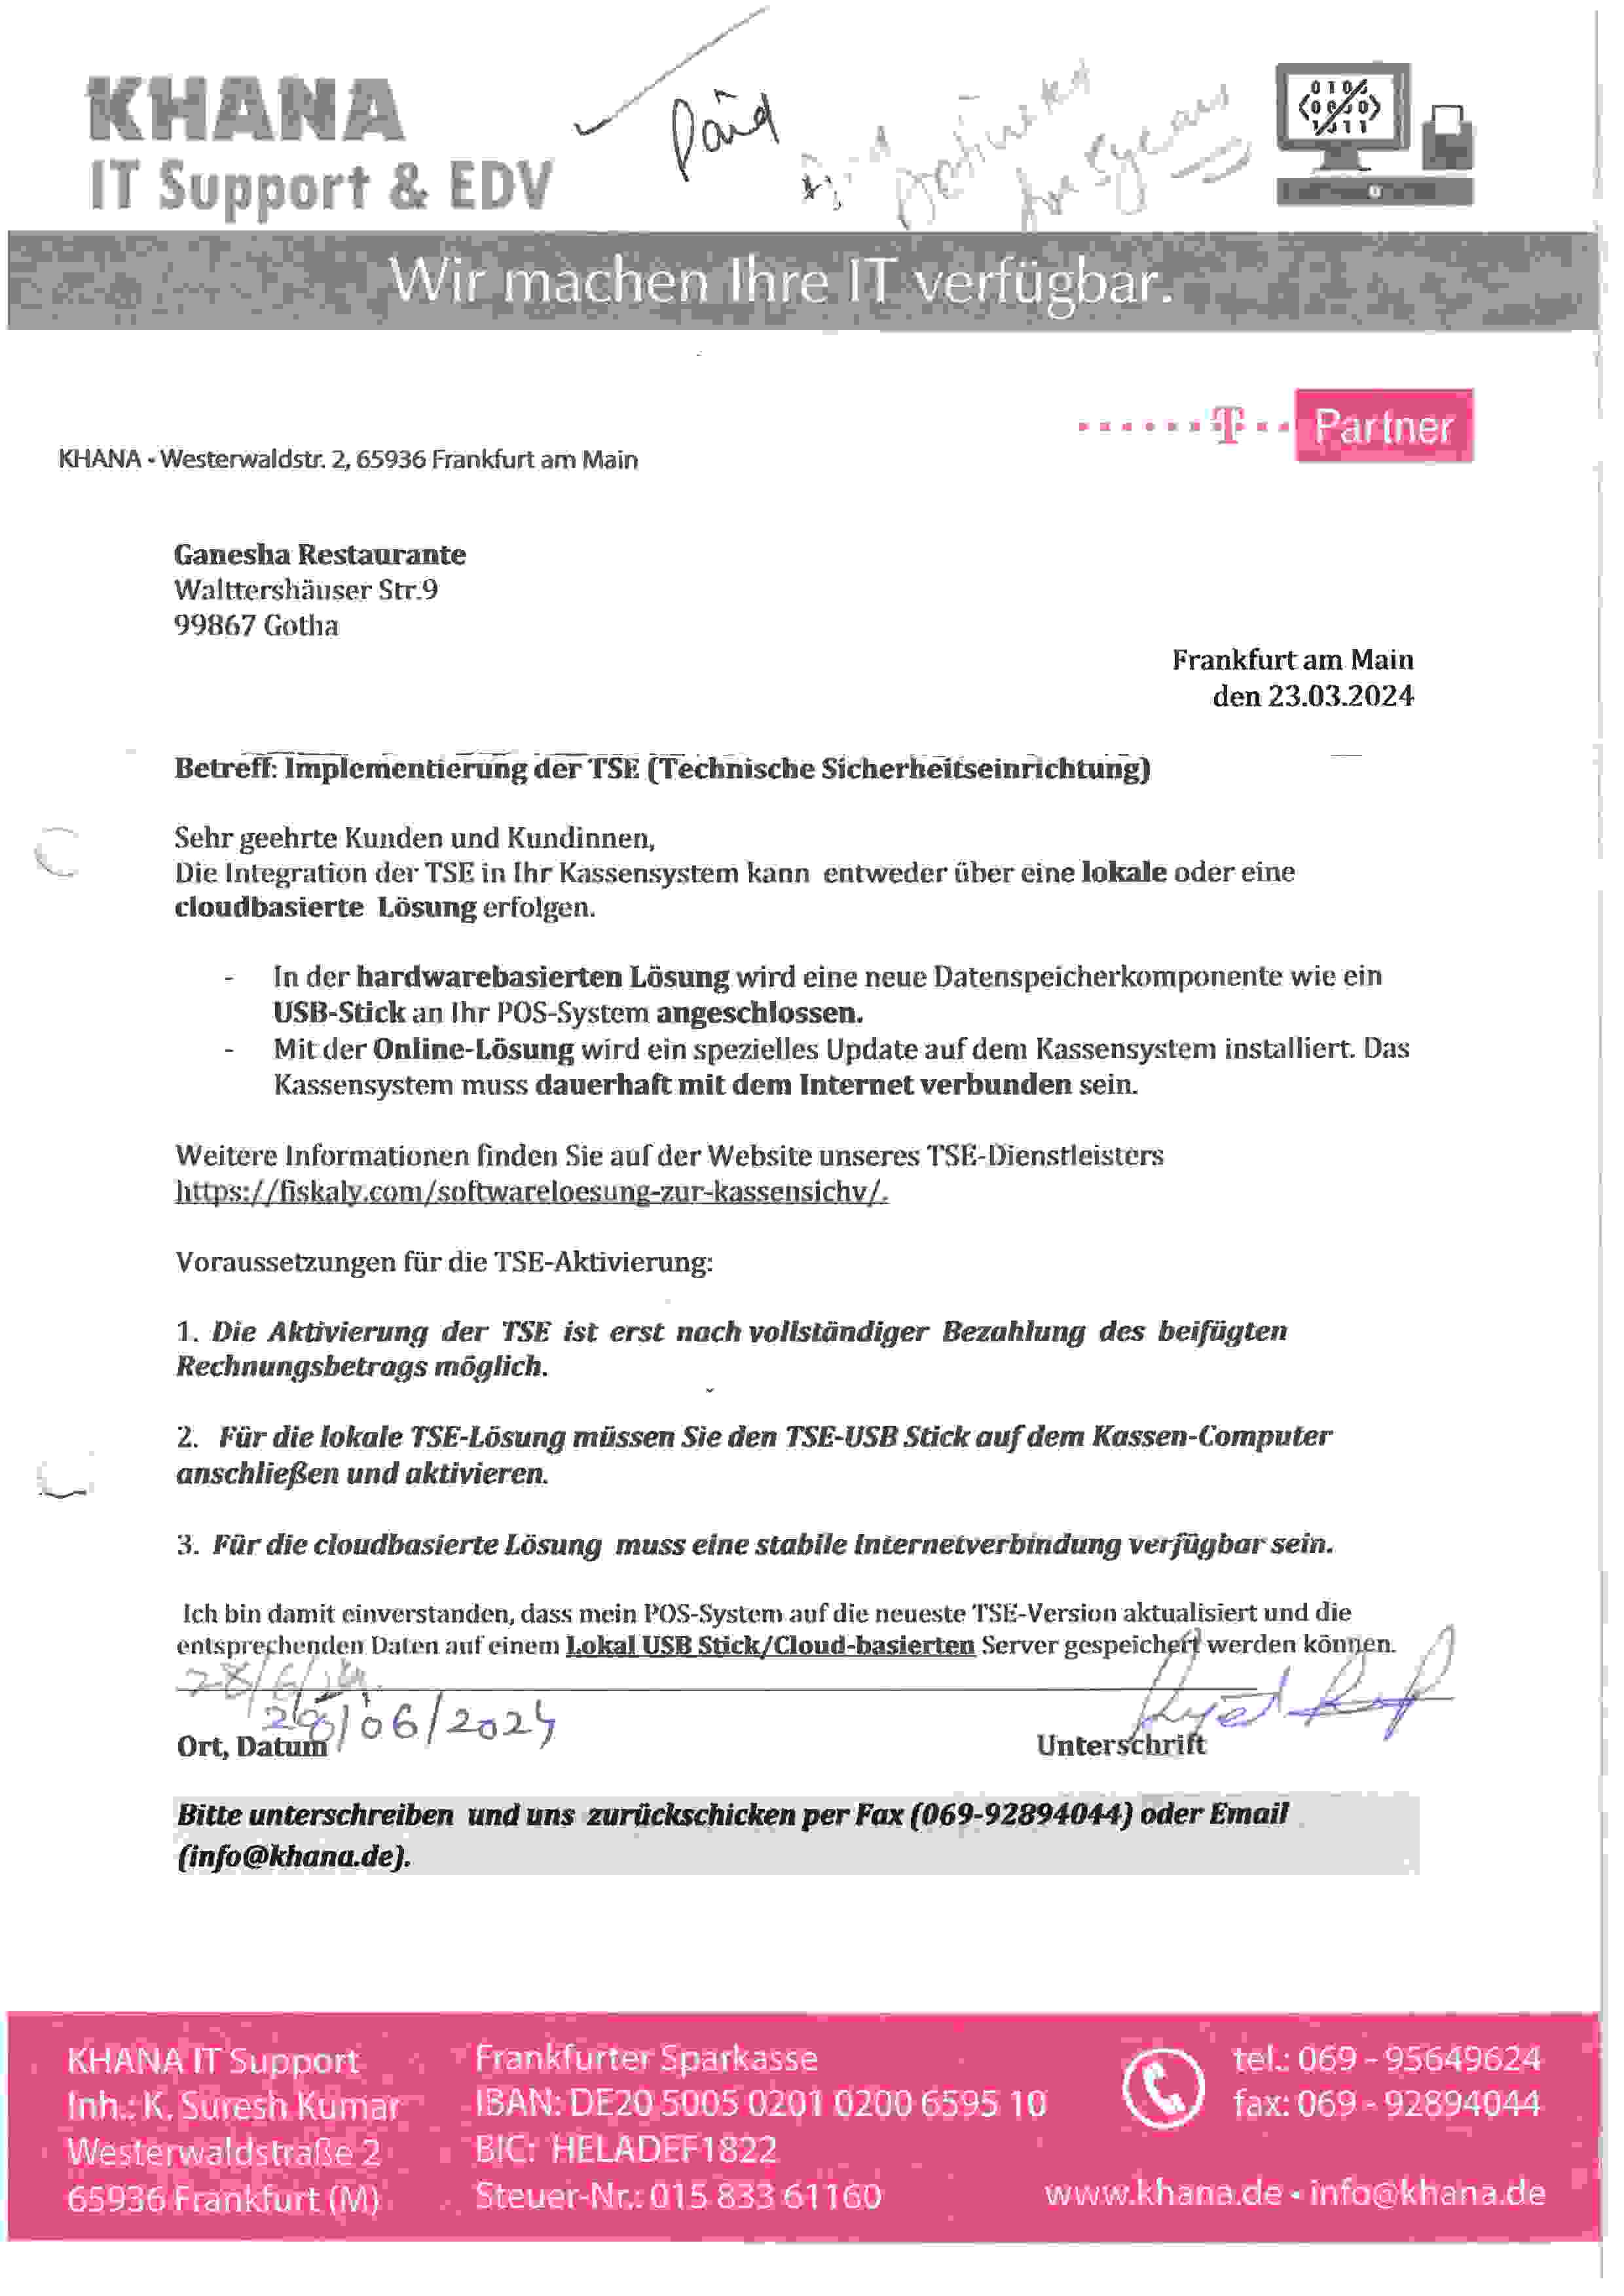 KHANA
IT Support & EDV
Paid
for 5 years
Wir machen Ihre IT verfügbar.
T Partner
KHANA - Westerwaldstr. 2, 65936 Frankfurt am Main
Ganesha Restaurante
Walttershäuser Str.9
99867 Gotha
Frankfurt am Main
den 23.03.2024
Betreff: Implementierung der TSE (Technische Sicherheitseinrichtung)
Sehr geehrte Kunden und Kundinnen,
Die Integration der TSE in Ihr Kassensystem kann entweder über eine lokale oder eine
cloudbasierte Lösung erfolgen.
- In der hardwarebasierten Lösung wird eine neue Datenspeicherkomponente wie ein
USB-Stick an Ihr POS-System angeschlossen.
- Mit der Online-Lösung wird ein spezielles Update auf dem Kassensystem installiert. Das
Kassensystem muss dauerhaft mit dem Internet verbunden sein.
Weitere Informationen finden Sie auf der Website unseres TSE-Dienstleisters
https://fiskaly.com/softwareloesung-zur-kassensichv/.
Voraussetzungen für die TSE-Aktivierung:
1. Die Aktivierung der TSE ist erst nach vollständiger Bezahlung des beifügten
Rechnungsbetrags möglich.
2. Für die lokale TSE-Lösung müssen Sie den TSE-USB Stick auf dem Kassen-Computer
anschließen und aktivieren.
3. Für die cloudbasierte Lösung muss eine stabile Internetverbindung verfügbar sein.
Ich bin damit einverstanden, dass mein POS-System auf die neueste TSE-Version aktualisiert und die
entsprechenden Daten auf einem Lokal USB Stick/Cloud-basierten Server gespeichert werden können.
28/6/24
28/06/2024
Ort, Datum
Unterschrift
Bitte unterschreiben und uns zurückschicken per Fax (069-92894044) oder Email
(info@khana.de).
KHANA IT Support
Inh.: K. Suresh Kumar
Westerwaldstraße 2
65936 Frankfurt (M)
Frankfurter Sparkasse
IBAN: DE20 5005 0201 0200 6595 10
BIC: HELADEF1822
Steuer-Nr.: 015 833 61160
tel.: 069 - 95649624
fax: 069 - 92894044
www.khana.de • info@khana.de